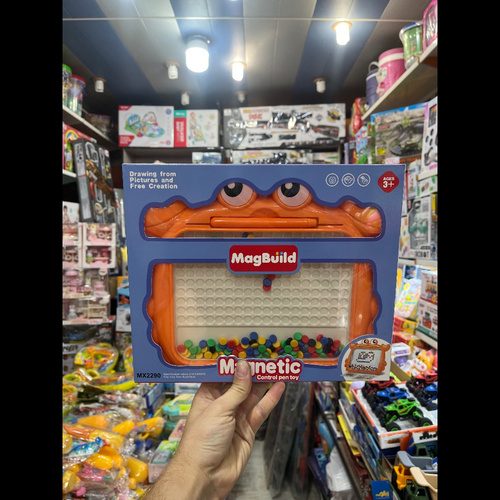 Drawing from
Pictures and
Free Creation
AGES
3+
MagBuild
Magnetic
Control pen toy
MX2290